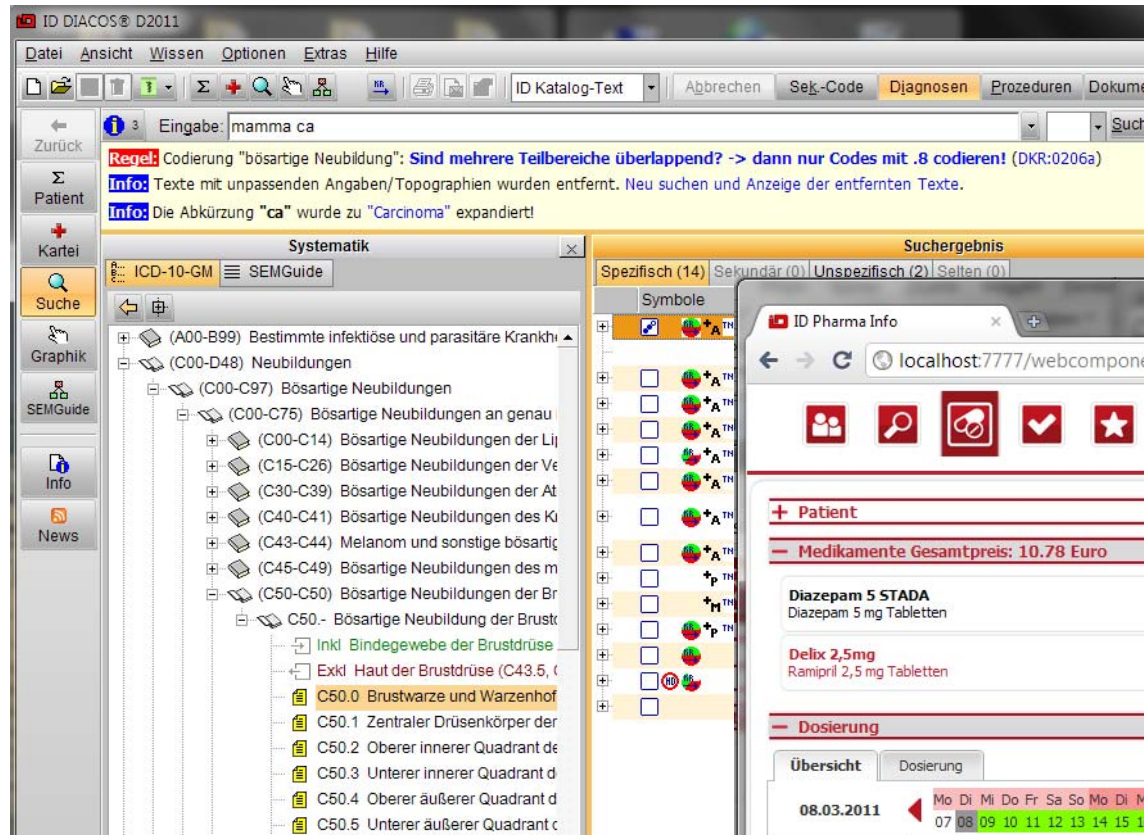 ID DIACOS® D2011
Datei Ansicht Wissen Optionen Extras Hilfe
ID Katalog-Text Abbrechen Sek.-Code Diagnosen Prozeduren Dokume
Zurück
Patient
Kartei
Suche
Graphik
SEMGuide
Info
News
3 Eingabe: mamma ca Such
Regel: Codierung "bösartige Neubildung": Sind mehrere Teilbereiche überlappend? -> dann nur Codes mit .8 codieren! (DKR:0206a)
Info: Texte mit unpassenden Angaben/Topographien wurden entfernt. Neu suchen und Anzeige der entfernten Texte.
Info: Die Abkürzung "ca" wurde zu "Carcinoma" expandiert!
Systematik
ICD-10-GM SEMGuide
(A00-B99) Bestimmte infektiöse und parasitäre Krankh
(C00-D48) Neubildungen
(C00-C97) Bösartige Neubildungen
(C00-C75) Bösartige Neubildungen an genau
(C00-C14) Bösartige Neubildungen der Lip
(C15-C26) Bösartige Neubildungen der Ve
(C30-C39) Bösartige Neubildungen der At
(C40-C41) Bösartige Neubildungen des K
(C43-C44) Melanom und sonstige bösartig
(C45-C49) Bösartige Neubildungen des m
(C50-C50) Bösartige Neubildungen der Br
C50.- Bösartige Neubildung der Brustd
Inkl Bindegewebe der Brustdrüse
Exkl Haut der Brustdrüse (C43.5,
C50.0 Brustwarze und Warzenhof
C50.1 Zentraler Drüsenkörper der
C50.2 Oberer innerer Quadrant de
C50.3 Unterer innerer Quadrant d
C50.4 Oberer äußerer Quadrant d
C50.5 Unterer äußerer Quadrant d
Suchergebnis
Spezifisch (14) Sekundär (0) Unspezifisch (2) Selten (0)
Symbole
ID Pharma Info
localhost:7777/webcompone
Patient
Medikamente Gesamtpreis: 10.78 Euro
Diazepam 5 STADA
Diazepam 5 mg Tabletten
Delix 2,5mg
Ramipril 2,5 mg Tabletten
Dosierung
Übersicht Dosierung
Mo Di Mi Do Fr Sa So Mo Di M
08.03.2011
07 08 09 10 11 12 13 14 15 1